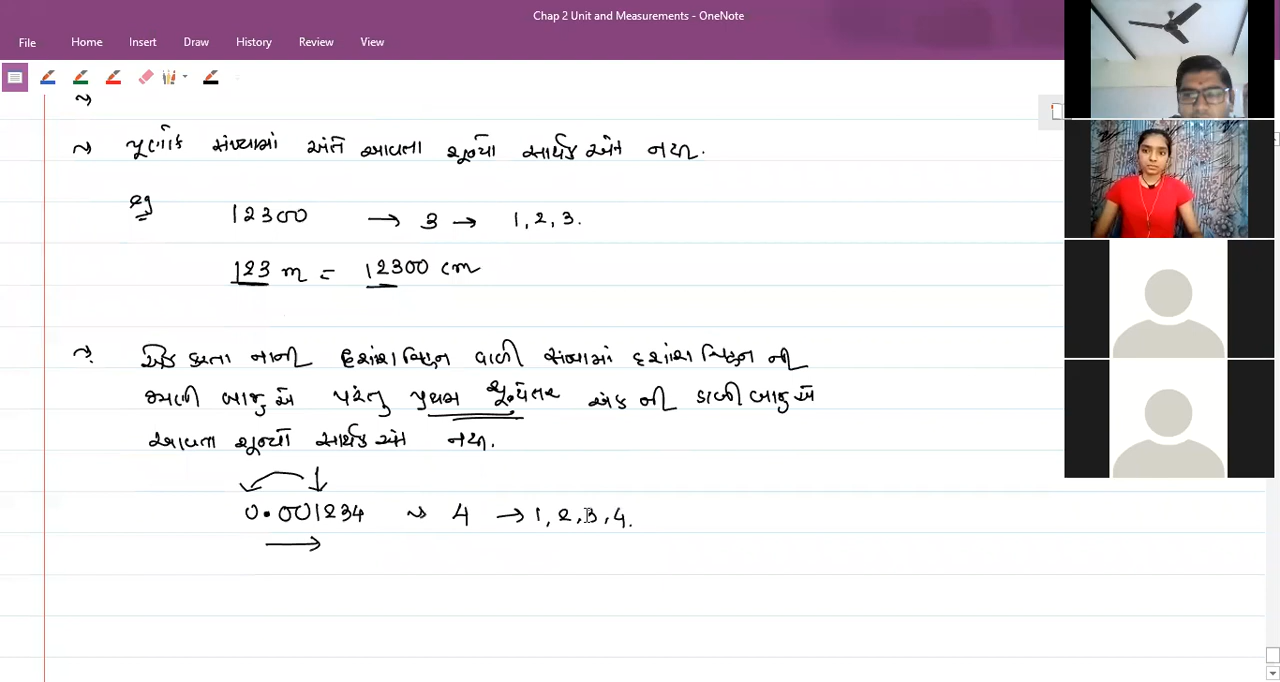 Chap 2 Unit and Measurements - OneNote
File Home Insert Draw History Review View
પૂર્ણાંક સંખ્યામાં અંતે આવતા શૂન્યો સાર્થક અંક નથી.
eg 12300 → 3 → 1, 2, 3.
123 m = 12300 cm
એક કરતા નાની દશાંશચિહ્ન વાળી સંખ્યામાં દશાંશચિહ્ન ની
જમણી બાજુએ પરંતુ પ્રથમ શૂન્યેતર અંક ની ડાબી બાજુએ
આવતા શૂન્યો સાર્થક અંક નથી.
0.001234 ~> 4 → 1, 2, 3, 4.